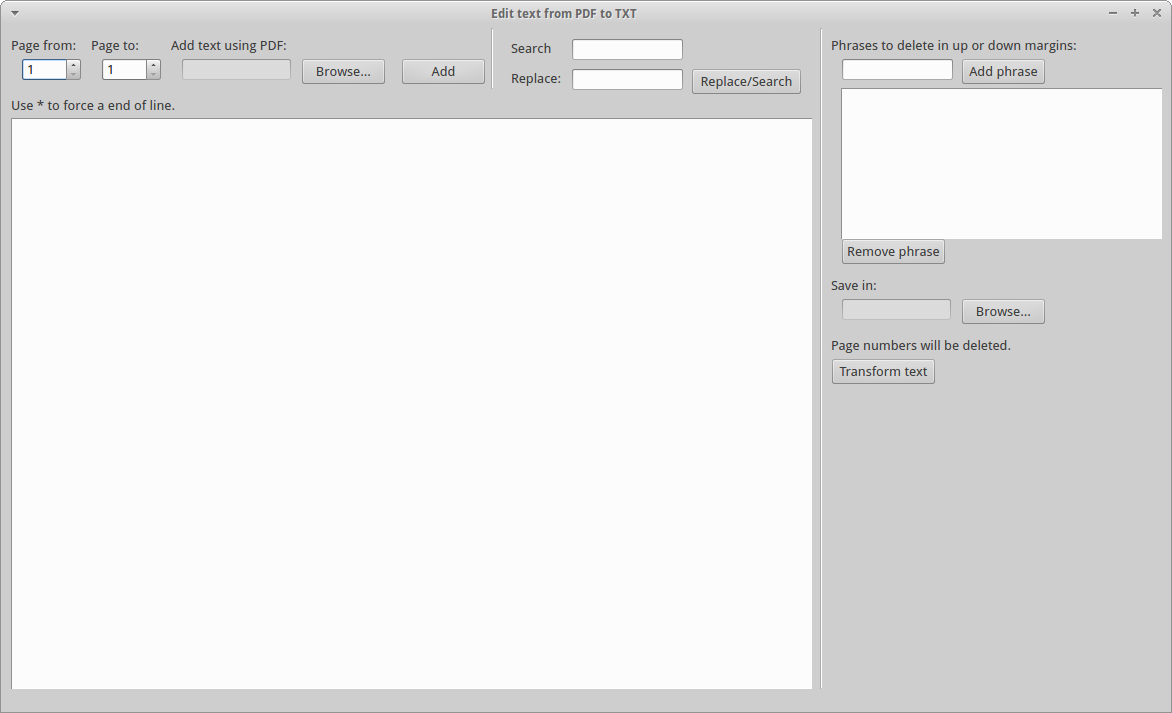 Edit text from PDF to TXT
Page from: Page to: Add text using PDF:
1 1 Browse... Add
Search
Replace: Replace/Search
Use * to force a end of line.
Phrases to delete in up or down margins:
Add phrase
Remove phrase
Save in:
Browse...
Page numbers will be deleted.
Transform text